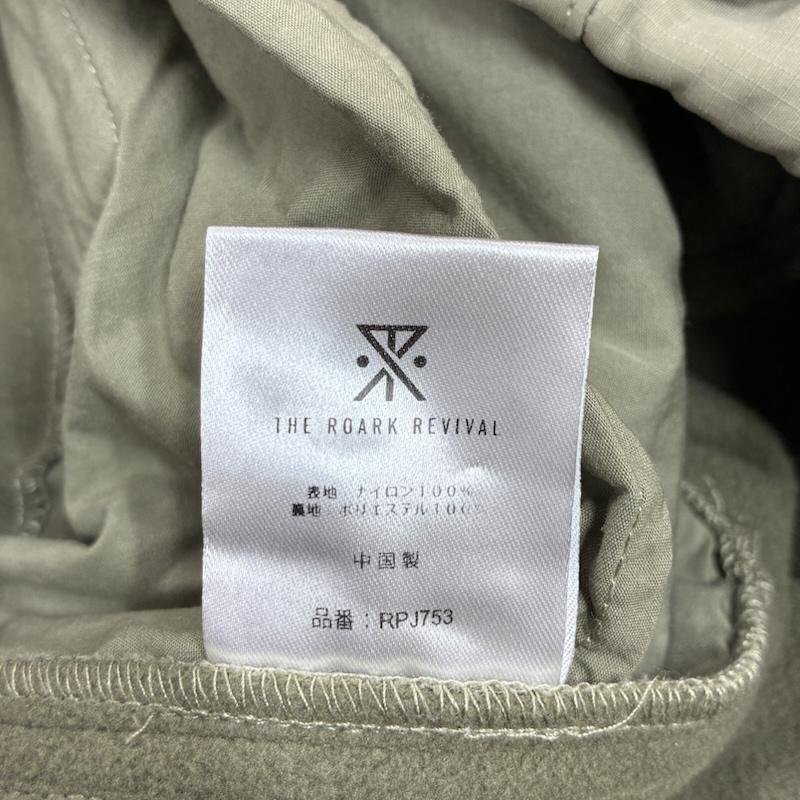 THE ROARK REVIVAL
表地 ナイロン100%
裏地 ポリエステル100%
中国製
品番：RPJ753